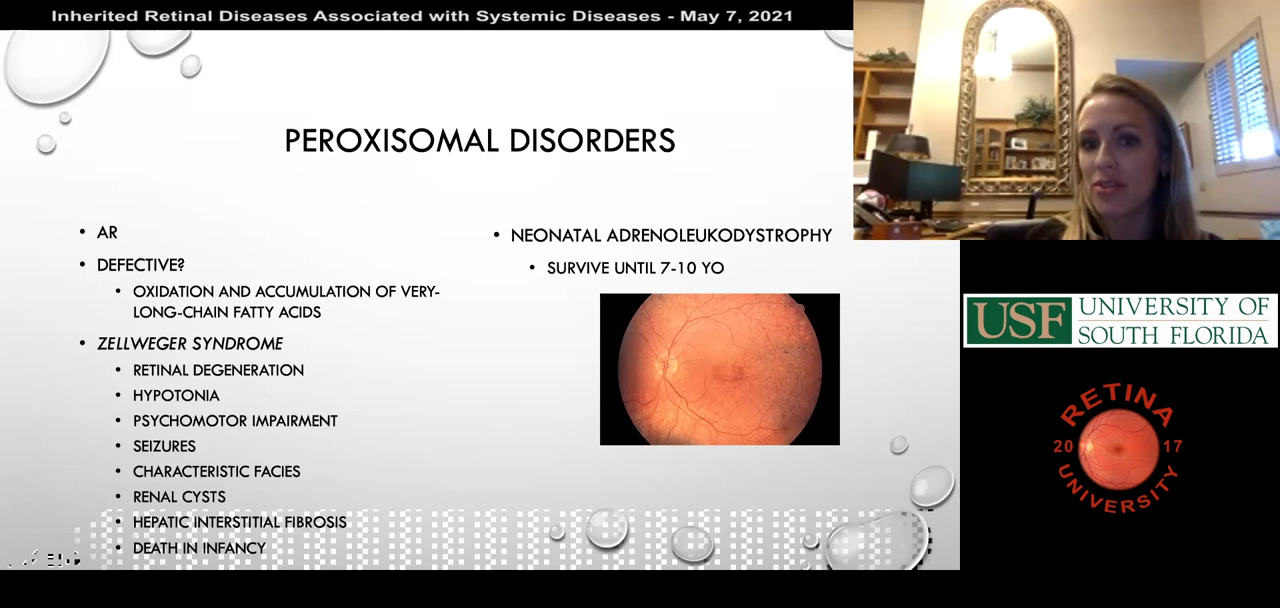 Inherited Retinal Diseases Associated with Systemic Diseases - May 7, 2021
PEROXISOMAL DISORDERS
• AR
• DEFECTIVE?
• OXIDATION AND ACCUMULATION OF VERY-
LONG-CHAIN FATTY ACIDS
• ZELLWEGER SYNDROME
• RETINAL DEGENERATION
• HYPOTONIA
• PSYCHOMOTOR IMPAIRMENT
• SEIZURES
• CHARACTERISTIC FACIES
• RENAL CYSTS
• HEPATIC INTERSTITIAL FIBROSIS
• DEATH IN INFANCY
• NEONATAL ADRENOLEUKODYSTROPHY
• SURVIVE UNTIL 7-10 YO
USF UNIVERSITY OF
SOUTH FLORIDA
RETINA
20 17
UNIVERSITY